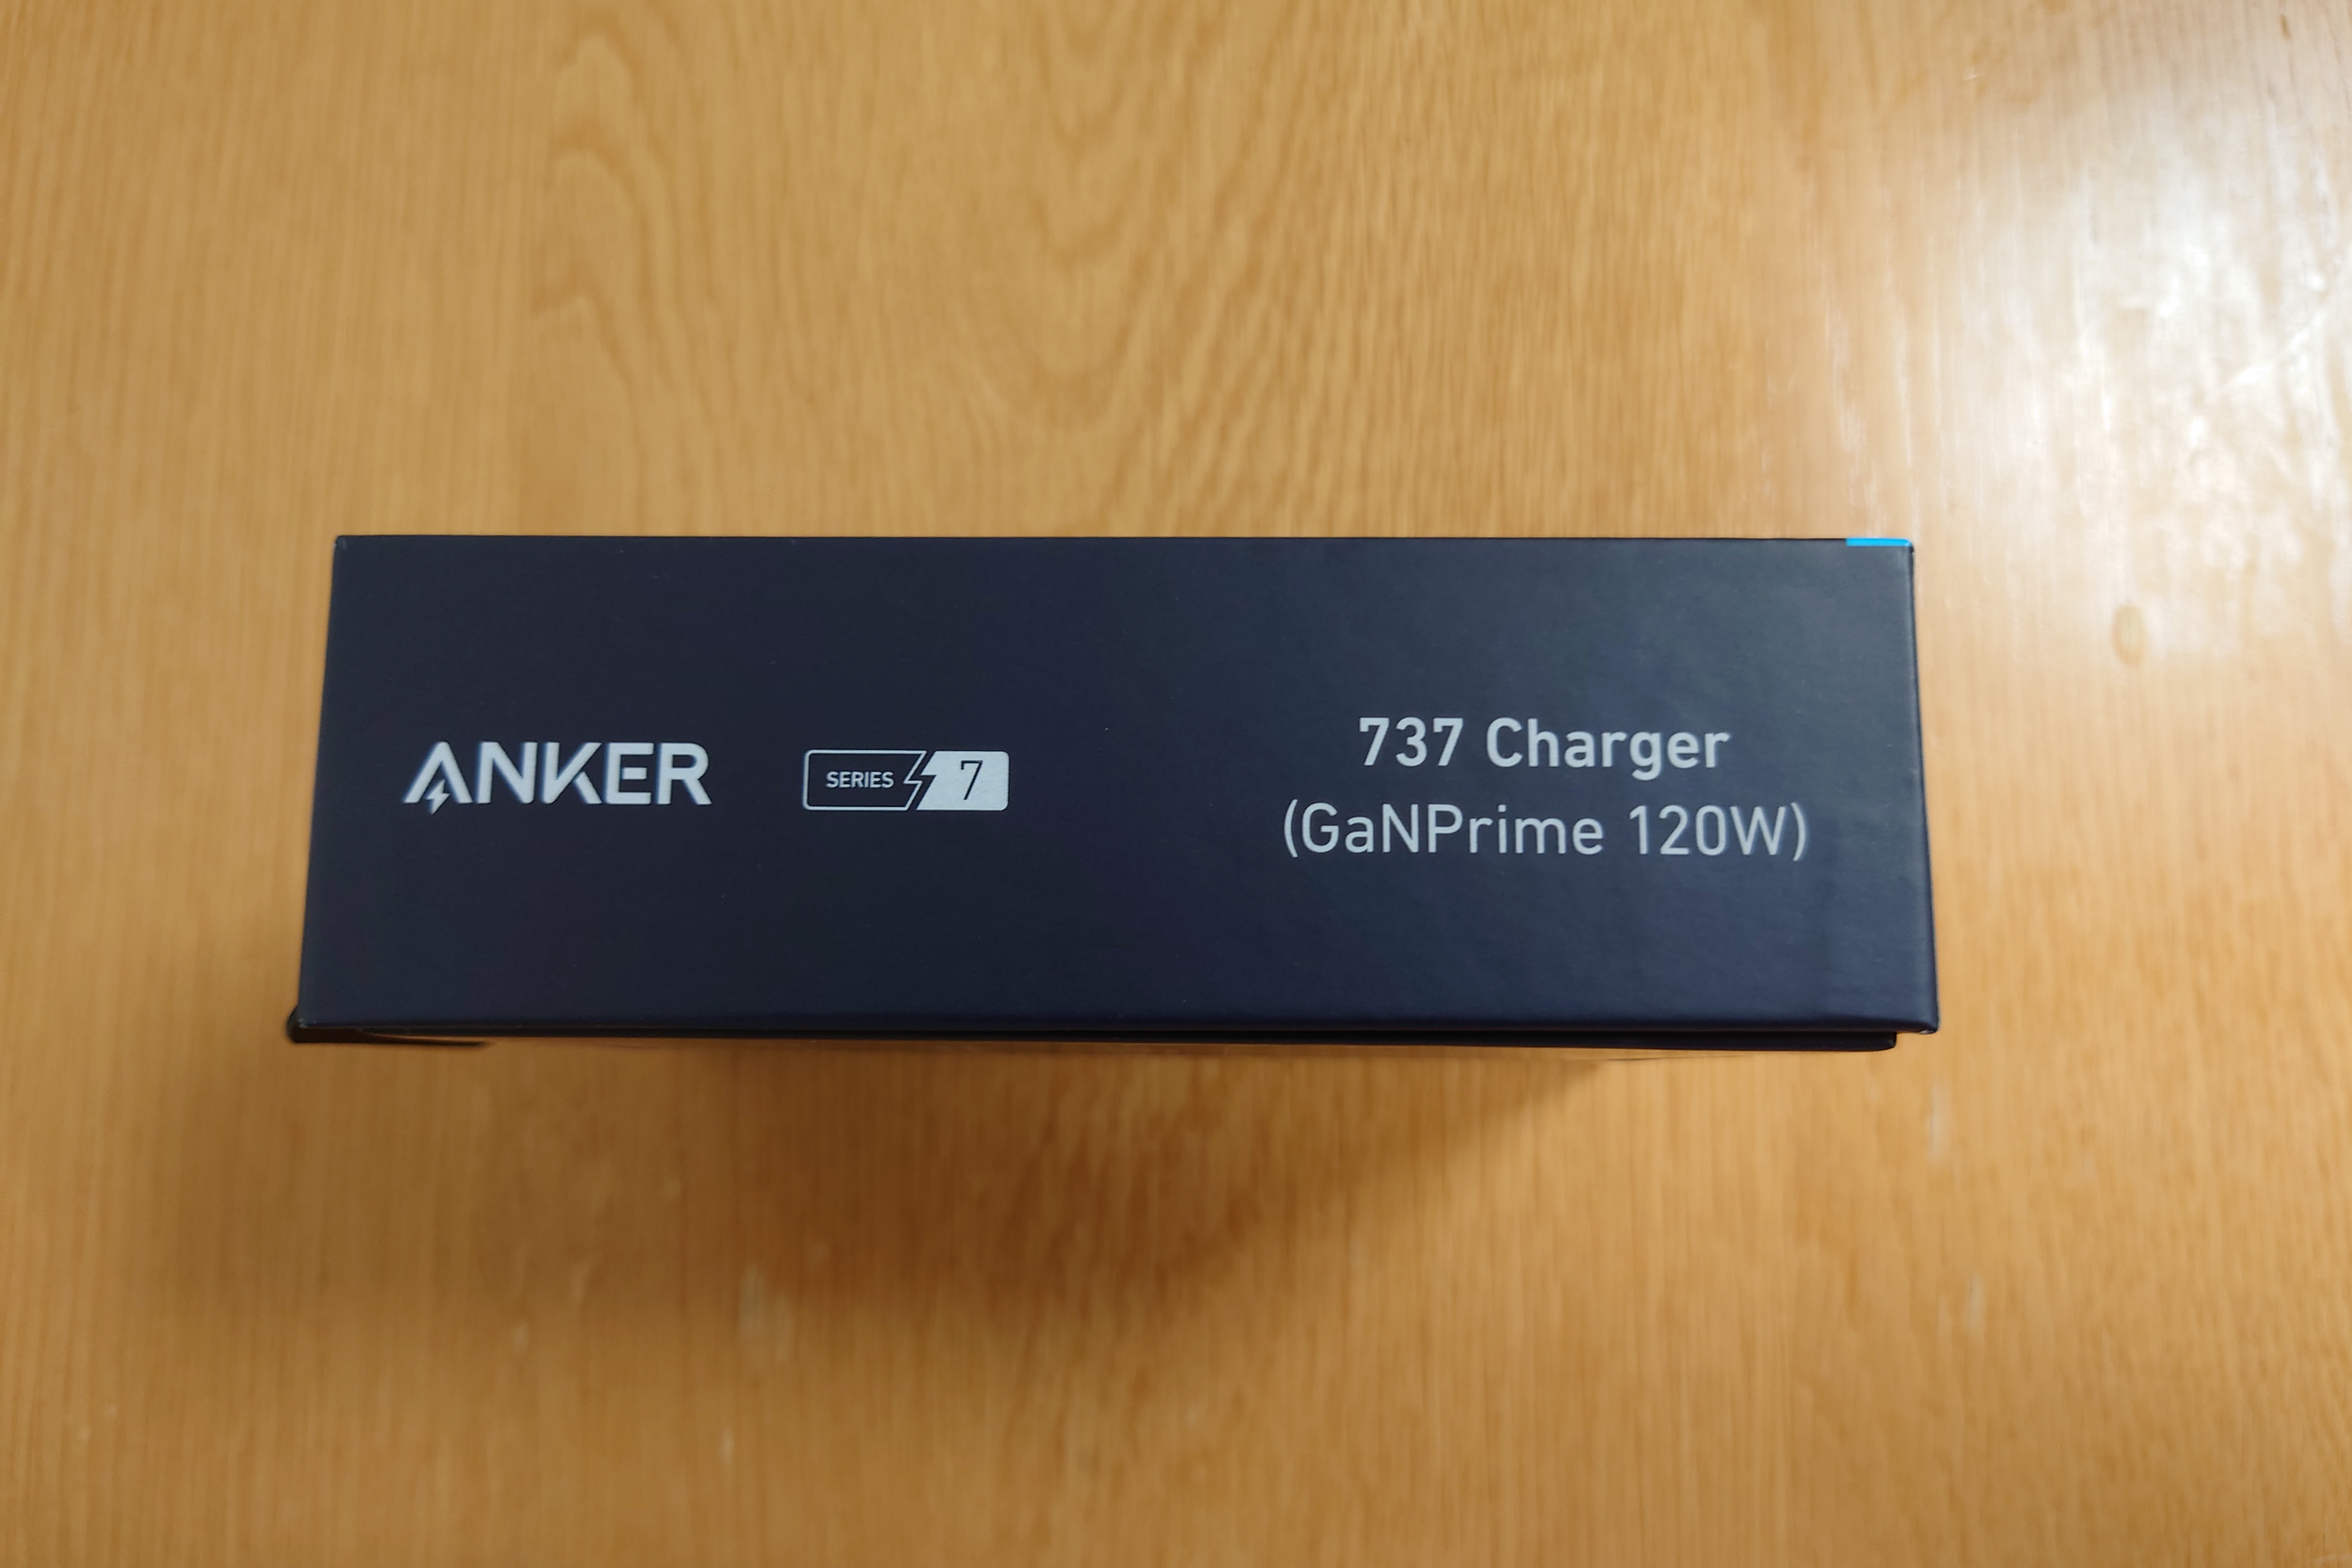 ANKER
SERIES 7
737 Charger
(GaNPrime 120W)